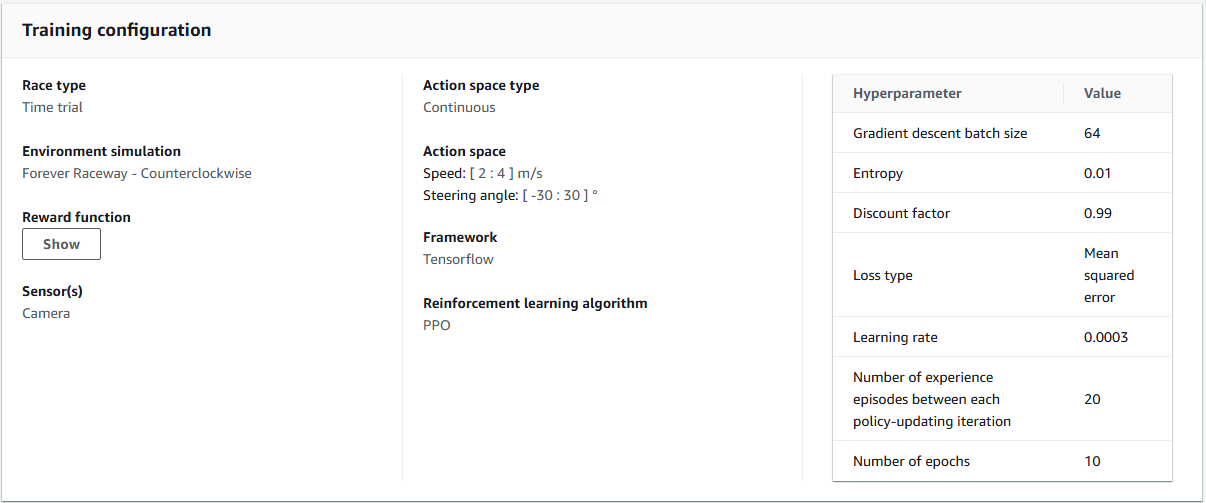 Training configuration
Race type
Time trial
Environment simulation
Forever Raceway - Counterclockwise
Reward function
Show
Sensor(s)
Camera
Action space type
Continuous
Action space
Speed: [ 2 : 4 ] m/s
Steering angle: [ -30 : 30 ] °
Framework
Tensorflow
Reinforcement learning algorithm
PPO
Hyperparameter Value
Gradient descent batch size 64
Entropy 0.01
Discount factor 0.99
Loss type Mean
squared
error
Learning rate 0.0003
Number of experience
episodes between each 20
policy-updating iteration
Number of epochs 10